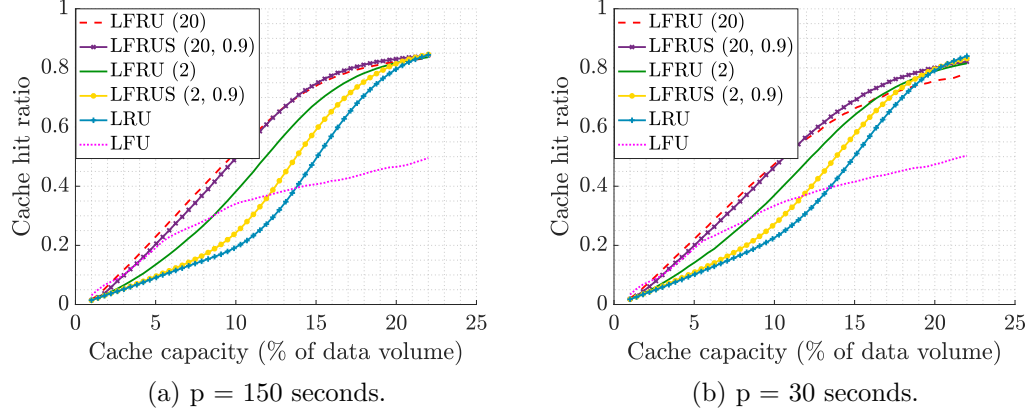 LFRU (20)
LFRUS (20, 0.9)
LFRU (2)
LFRUS (2, 0.9)
LRU
LFU
Cache hit ratio
1
0.8
0.6
0.4
0.2
0
0 5 10 15 20 25
Cache capacity (% of data volume)
(a) p = 150 seconds.
LFRU (20)
LFRUS (20, 0.9)
LFRU (2)
LFRUS (2, 0.9)
LRU
LFU
Cache hit ratio
1
0.8
0.6
0.4
0.2
0
0 5 10 15 20 25
Cache capacity (% of data volume)
(b) p = 30 seconds.